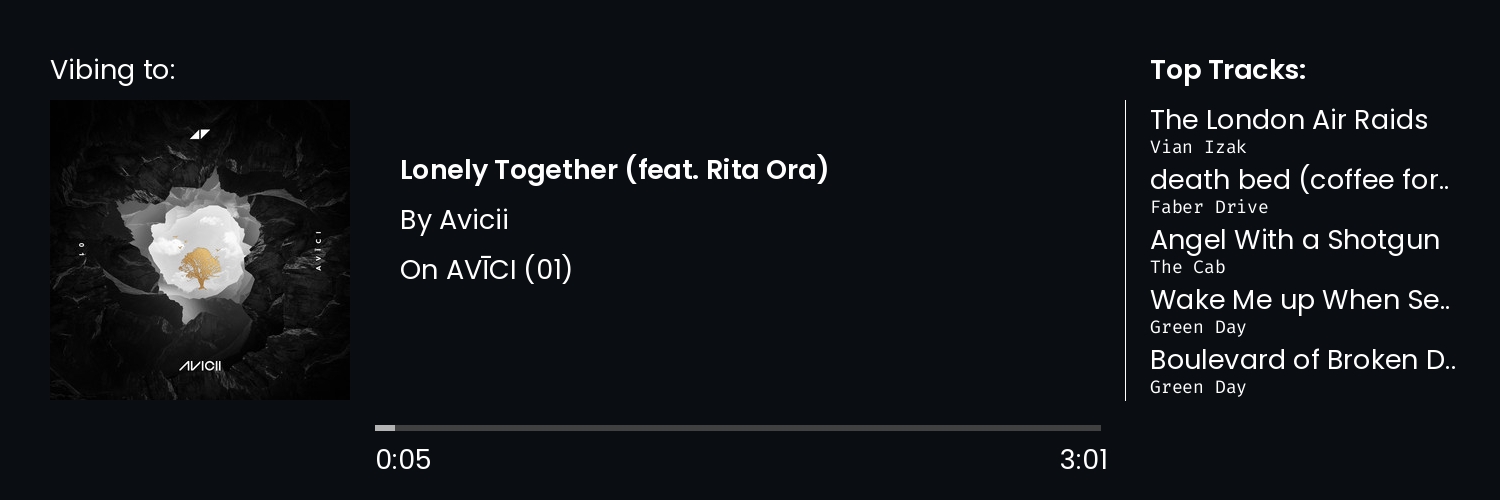 Vibing to:
01
AVĪCI
AVICII
Lonely Together (feat. Rita Ora)
By Avicii
On AVĪCI (01)
0:05
3:01
Top Tracks:
The London Air Raids
Vian Izak
death bed (coffee for..
Faber Drive
Angel With a Shotgun
The Cab
Wake Me up When Se..
Green Day
Boulevard of Broken D..
Green Day